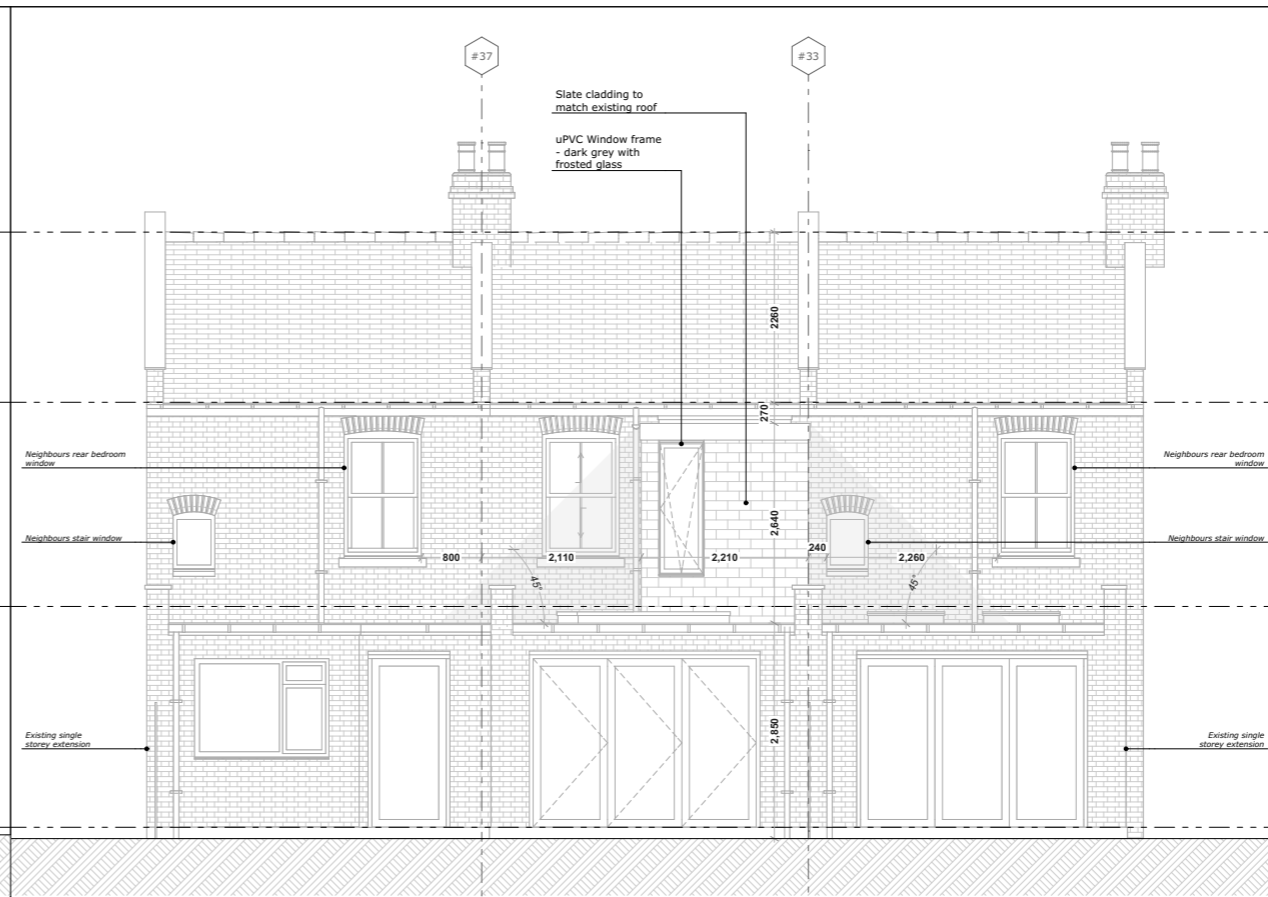 #37
#33
Slate cladding to
match existing roof
uPVC Window frame
- dark grey with
frosted glass
2260
270
Neighbours rear bedroom
window
Neighbours rear bedroom
window
Neighbours stair window
Neighbours stair window
2,640
800
2,110
2,210
240
2,260
45°
45°
2,850
Existing single
storey extension
Existing single
storey extension